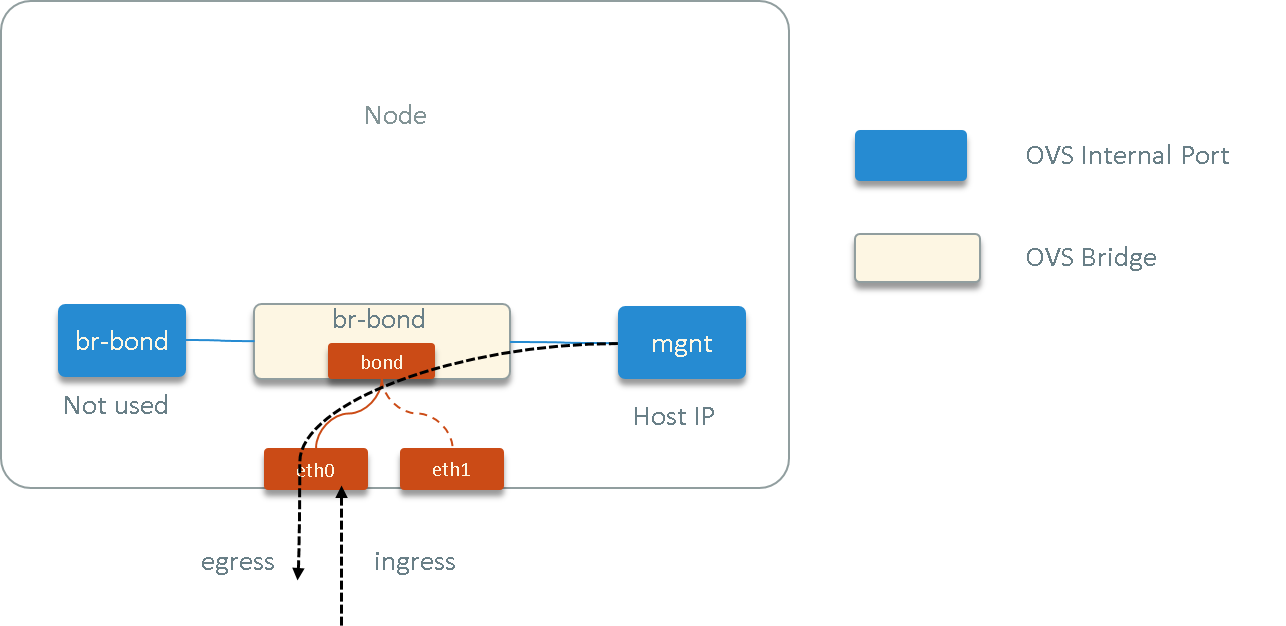 Node
OVS Internal Port
OVS Bridge
br-bond
br-bond
bond
mgnt
Not used
Host IP
eth0
eth1
egress
ingress